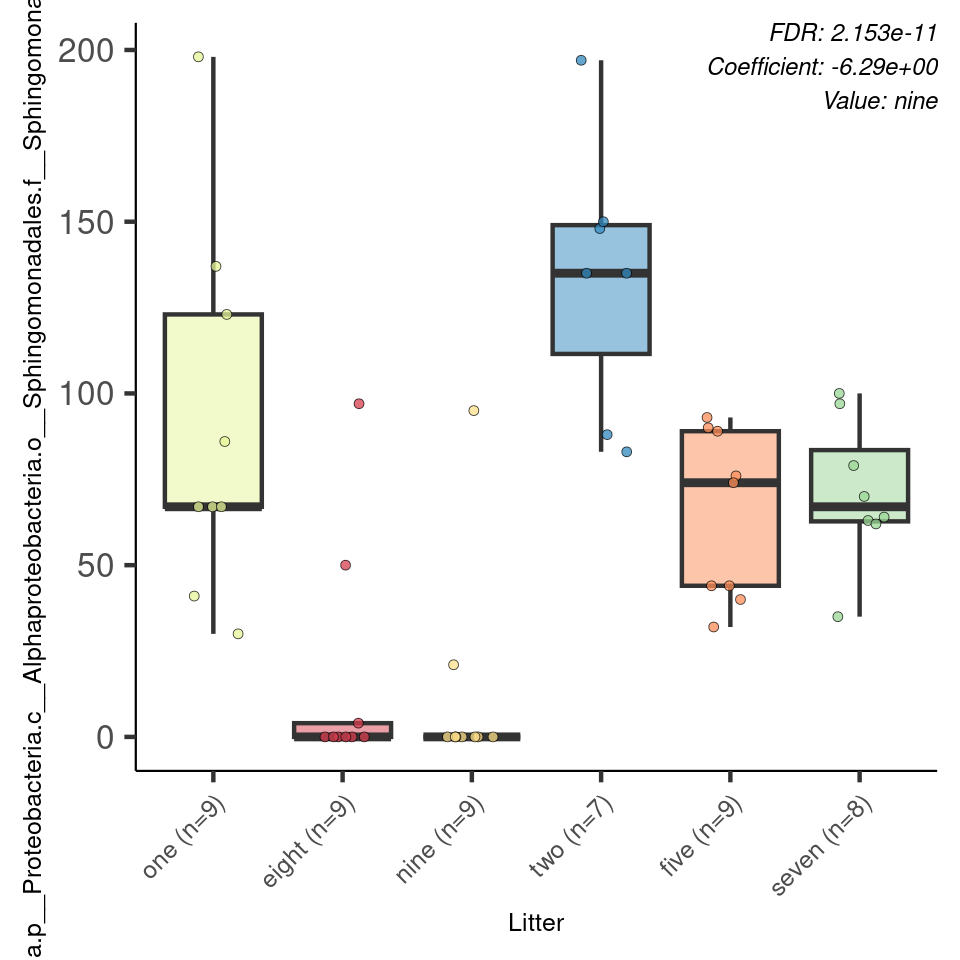 FDR: 2.153e-11
Coefficient: -6.29e+00
Value: nine
a.p__Proteobacteria.c__Alphaproteobacteria.o__Sphingomonadales.f__Sphingomona
200
150
100
50
0
one (n=9)
eight (n=9)
nine (n=9)
two (n=7)
five (n=9)
seven (n=8)
Litter